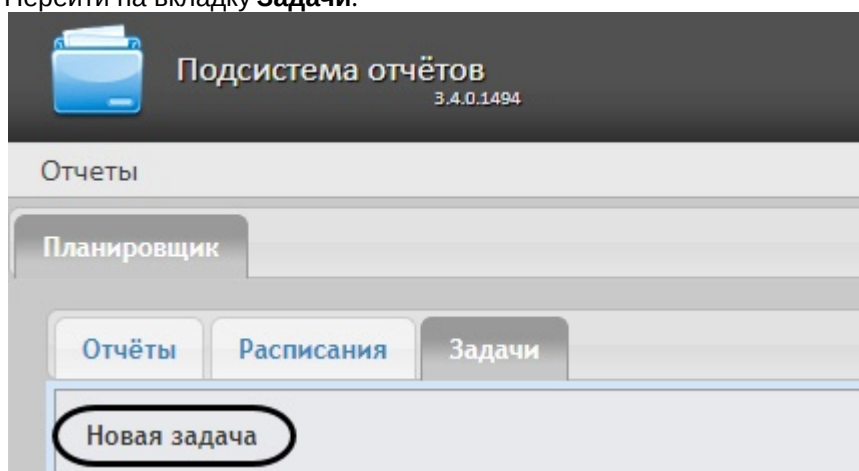 Перейти на вкладку Задачи.
Подсистема отчётов
3.4.0.1494
Отчеты
Планировщик
Отчёты Расписания Задачи
Новая задача